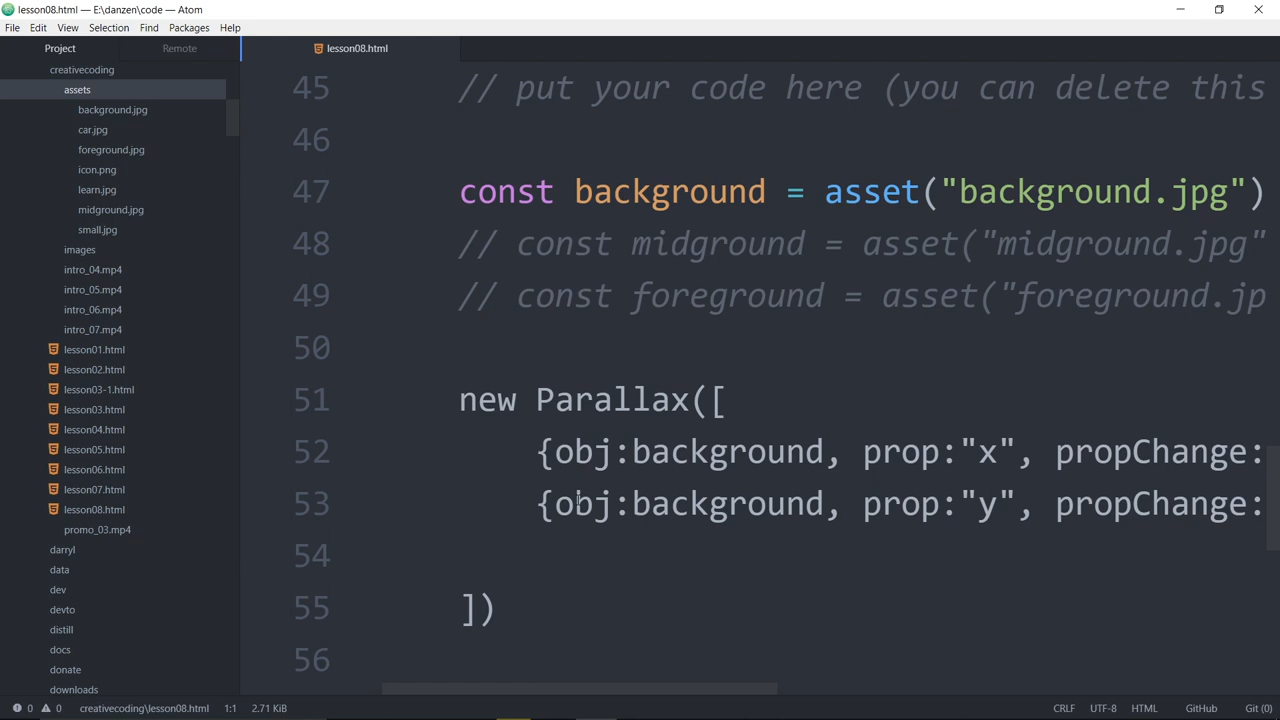 lesson08.html — E:\danzen\code — Atom
File Edit View Selection Find Packages Help
Project Remote
lesson08.html
creativecoding
assets
background.jpg
car.jpg
foreground.jpg
icon.png
learn.jpg
midground.jpg
small.jpg
images
intro_04.mp4
intro_05.mp4
intro_06.mp4
intro_07.mp4
lesson01.html
lesson02.html
lesson03-1.html
lesson03.html
lesson04.html
lesson05.html
lesson06.html
lesson07.html
lesson08.html
promo_03.mp4
darryl
data
dev
devto
distill
docs
donate
downloads
45 // put your code here (you can delete this
46
47 const background = asset("background.jpg")
48 // const midground = asset("midground.jpg"
49 // const foreground = asset("foreground.jp
50
51 new Parallax([
52 {obj:background, prop:"x", propChange:
53 {obj:background, prop:"y", propChange:
54
55 ])
56
0 0 creativecoding\lesson08.html 1:1 2.71 KiB CRLF UTF-8 HTML GitHub Git (0)